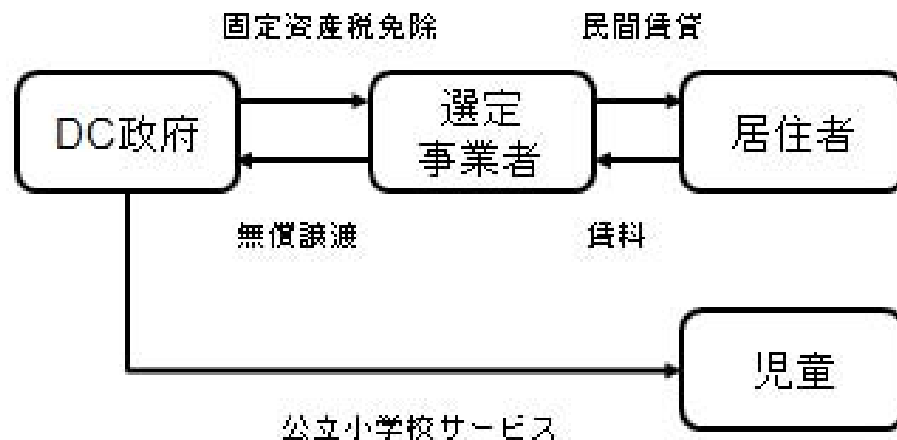 固定資産税免除
民間賃貸
DC政府
選定
事業者
居住者
無償譲渡
賃料
児童
公立小学校サービス